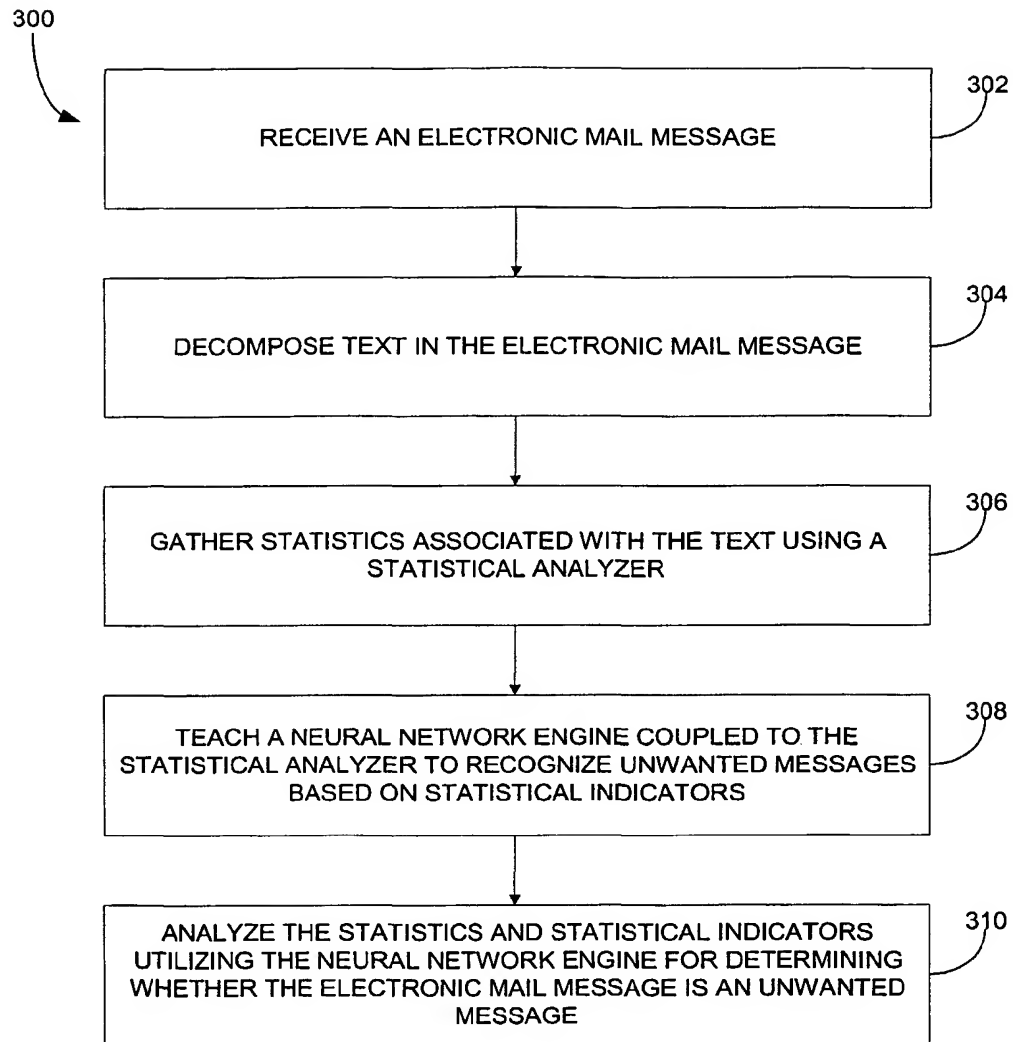 300
302
RECEIVE AN ELECTRONIC MAIL MESSAGE
304
DECOMPOSE TEXT IN THE ELECTRONIC MAIL MESSAGE
306
GATHER STATISTICS ASSOCIATED WITH THE TEXT USING A
STATISTICAL ANALYZER
308
TEACH A NEURAL NETWORK ENGINE COUPLED TO THE
STATISTICAL ANALYZER TO RECOGNIZE UNWANTED MESSAGES
BASED ON STATISTICAL INDICATORS
310
ANALYZE THE STATISTICS AND STATISTICAL INDICATORS
UTILIZING THE NEURAL NETWORK ENGINE FOR DETERMINING
WHETHER THE ELECTRONIC MAIL MESSAGE IS AN UNWANTED
MESSAGE